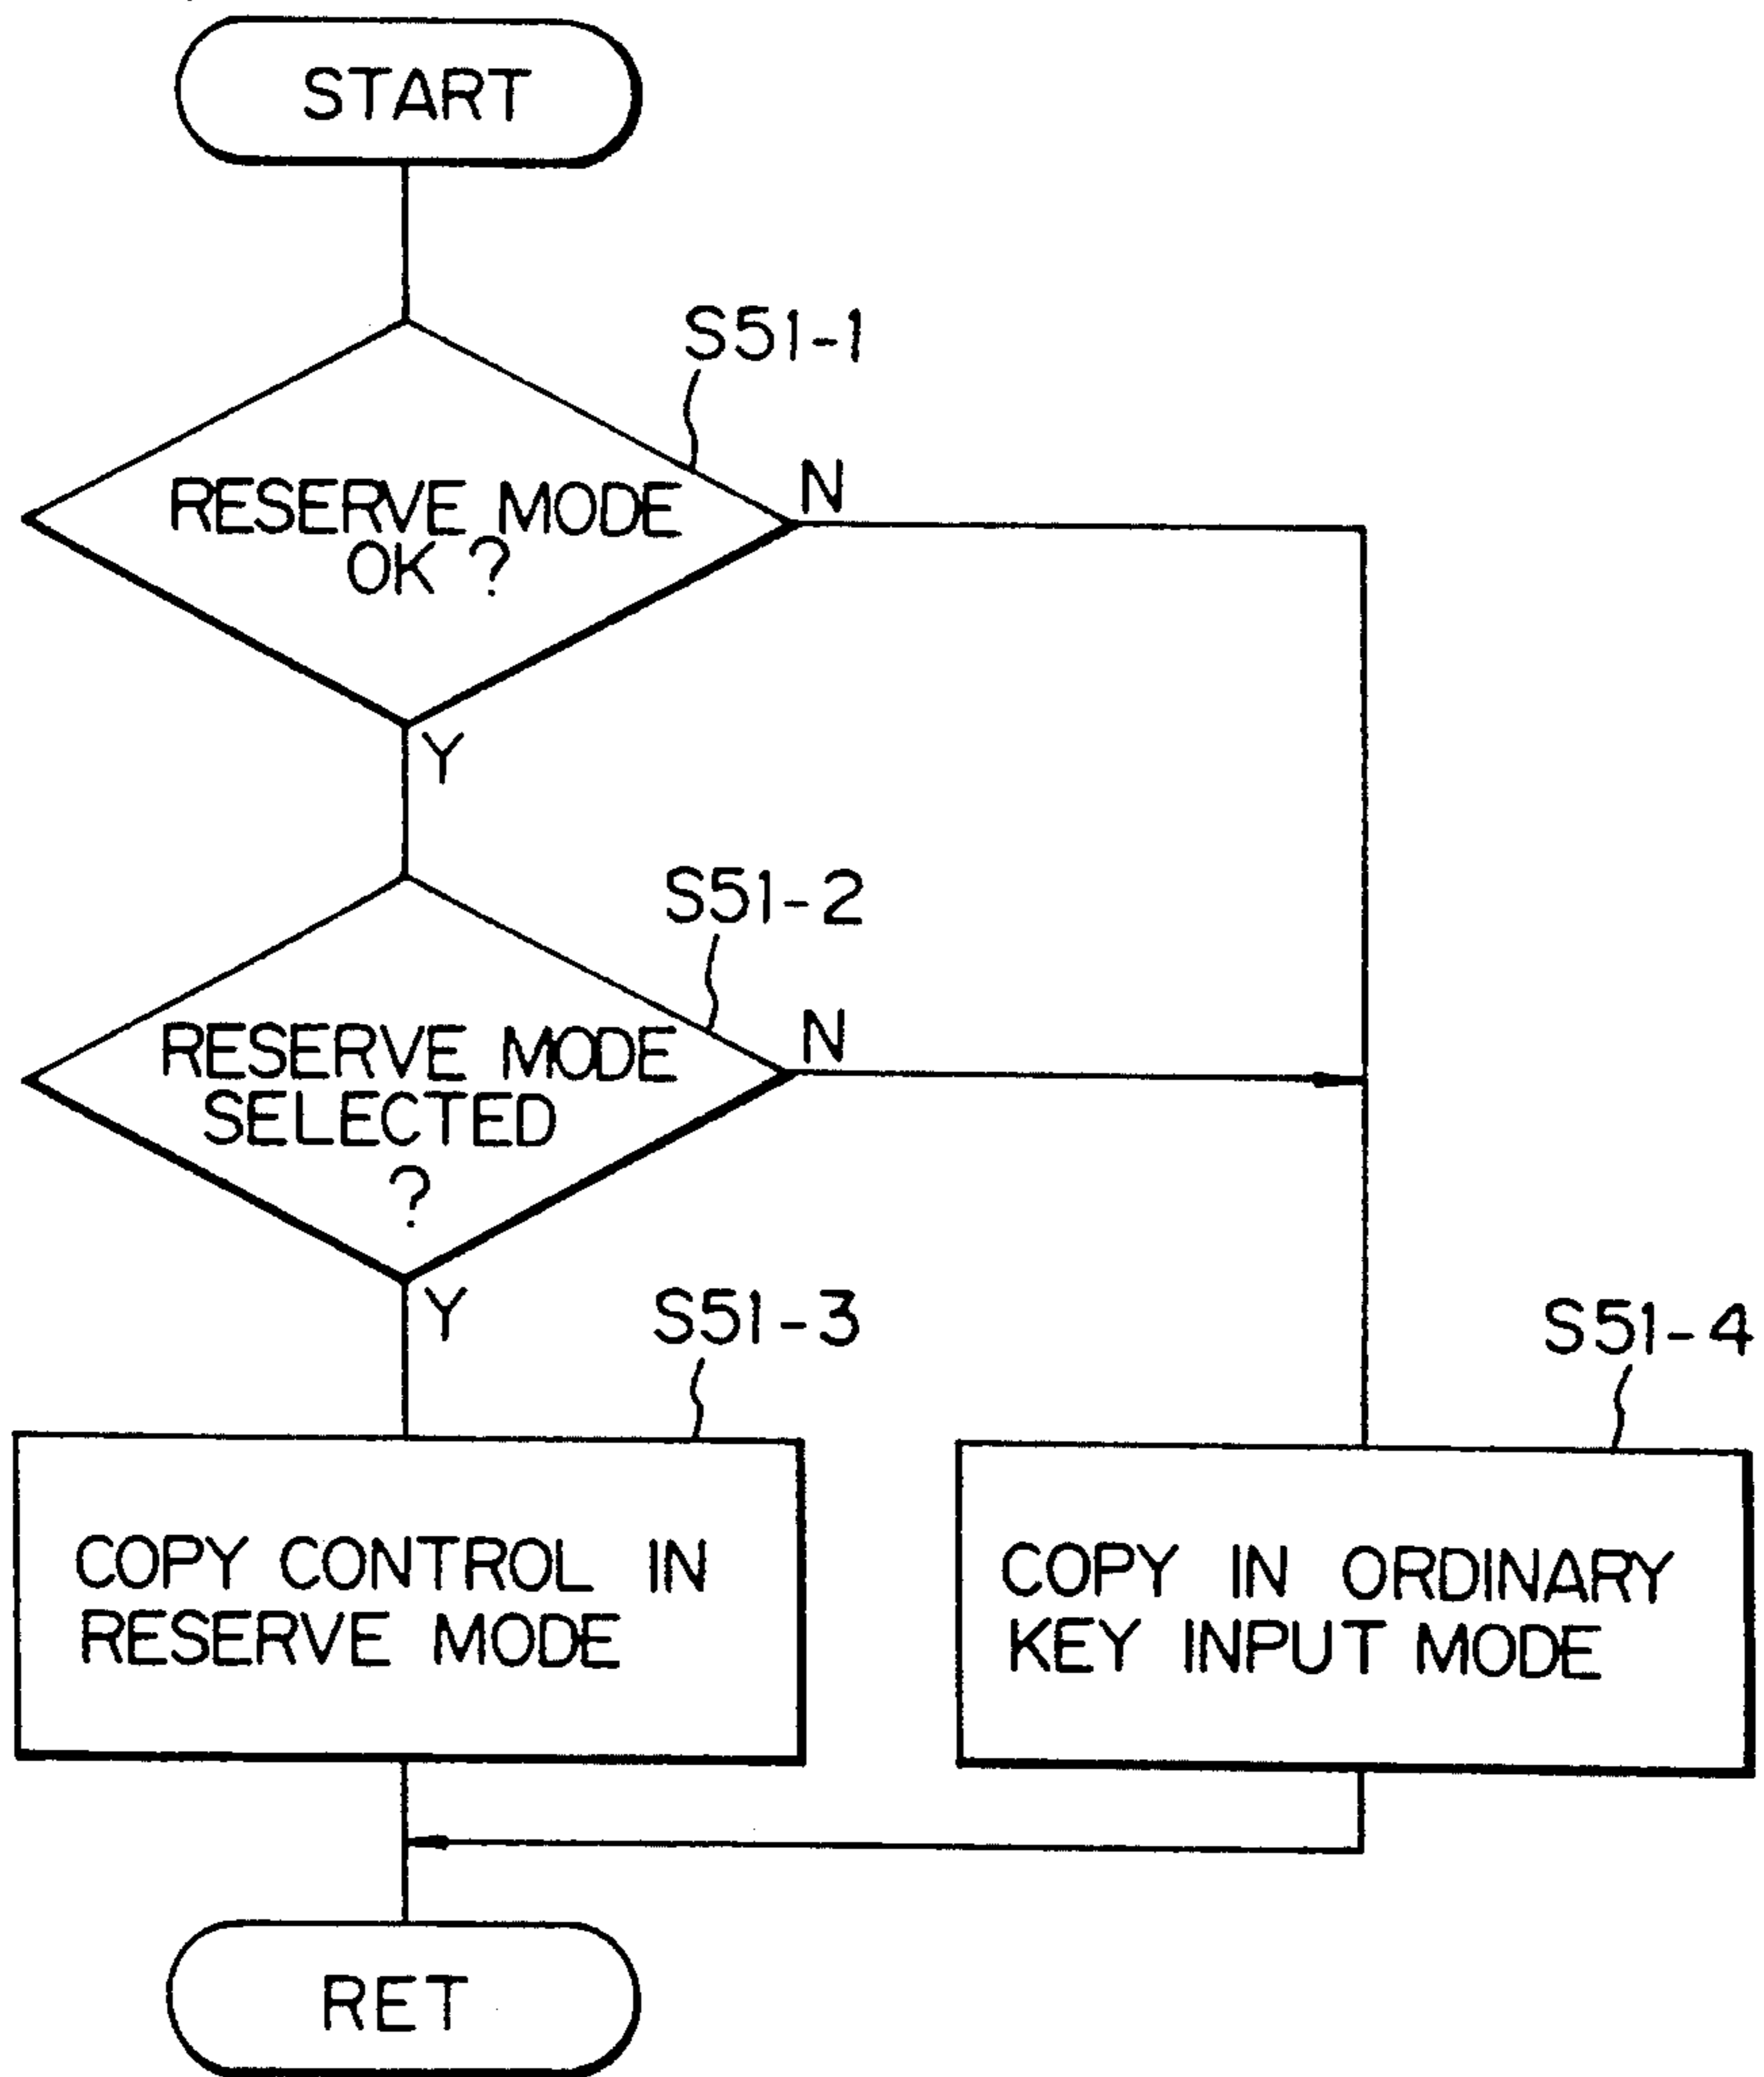 START
S51-1
RESERVE MODE
OK ?
N
Y
S51-2
RESERVE MODE
SELECTED
?
N
Y
S51-3
S51-4
COPY CONTROL IN
RESERVE MODE
COPY IN ORDINARY
KEY INPUT MODE
RET